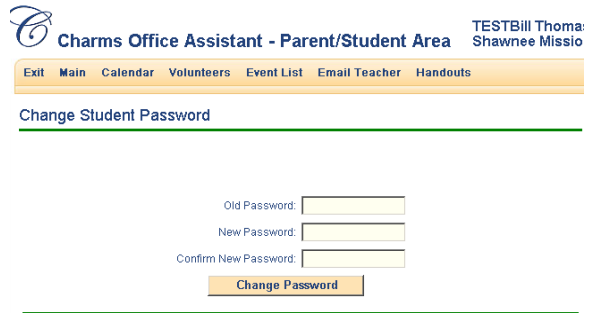 Charms Office Assistant - Parent/Student Area
TESTBill Thoma
Shawnee Missio
Exit Main Calendar Volunteers Event List Email Teacher Handouts
Change Student Password
Old Password:
New Password:
Confirm New Password:
Change Password